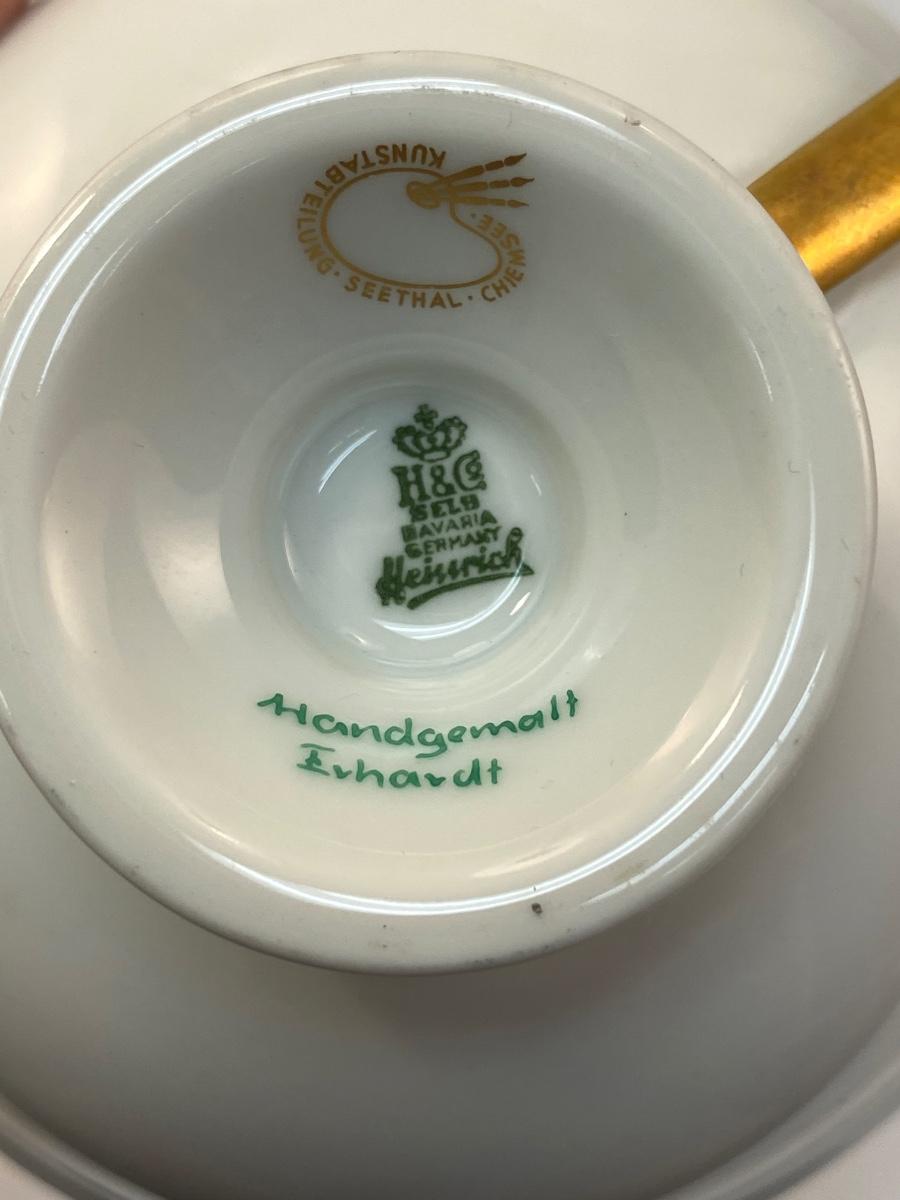 KUNSTABTEILUNG · SEETHAL · CHIEMSEE ·
H&Co
SELB
BAVARIA
GERMANY
Heinrich
Handgemalt
Erhardt